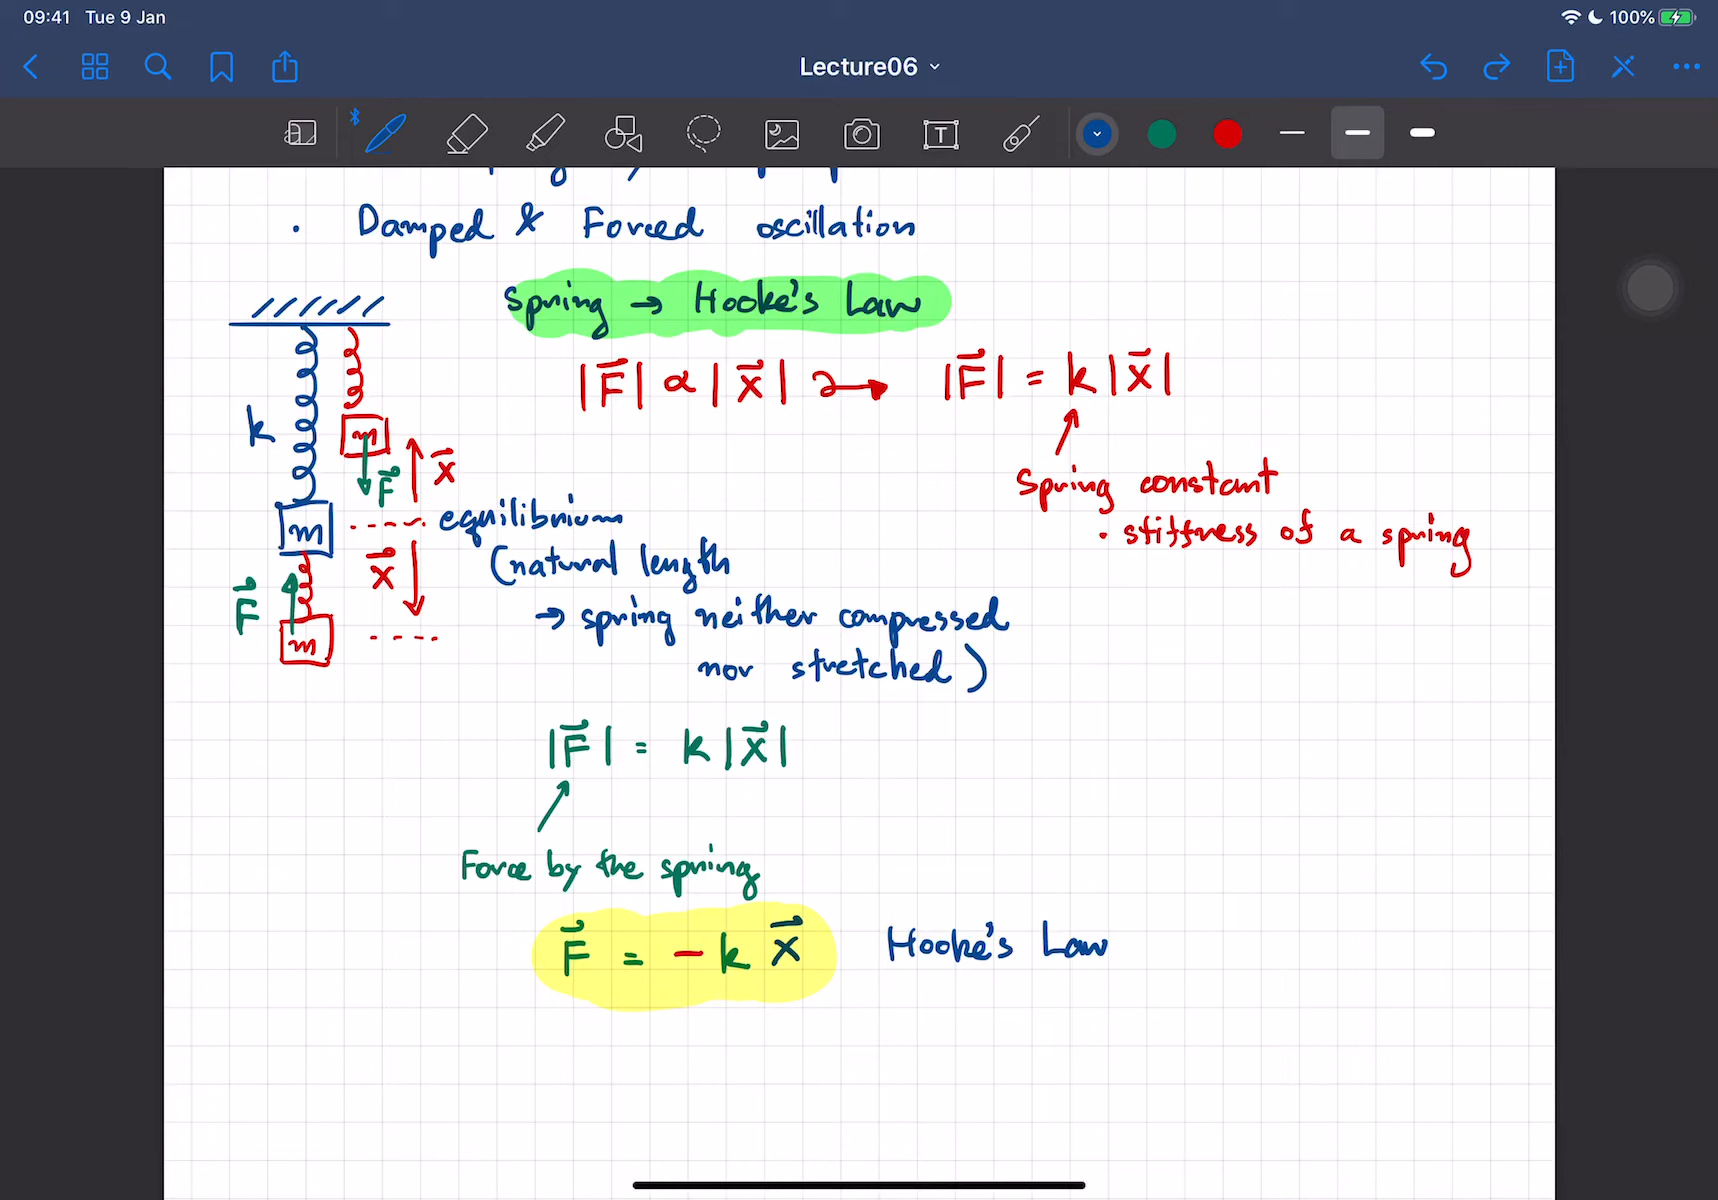 09:41 Tue 9 Jan
100%
Lecture06
T
· Damped & Forced oscillation
Spring → Hooke's Law
|F⃗| ∝ |x⃗| → |F⃗| = k|x⃗|
k
m
F⃗
x⃗
Spring constant
· stiffness of a spring
m
equilibrium
(natural length
→ spring neither compressed
nor stretched)
x⃗
F⃗
m
|F⃗| = k|x⃗|
Force by the spring
F⃗ = - k x⃗ Hooke's Law